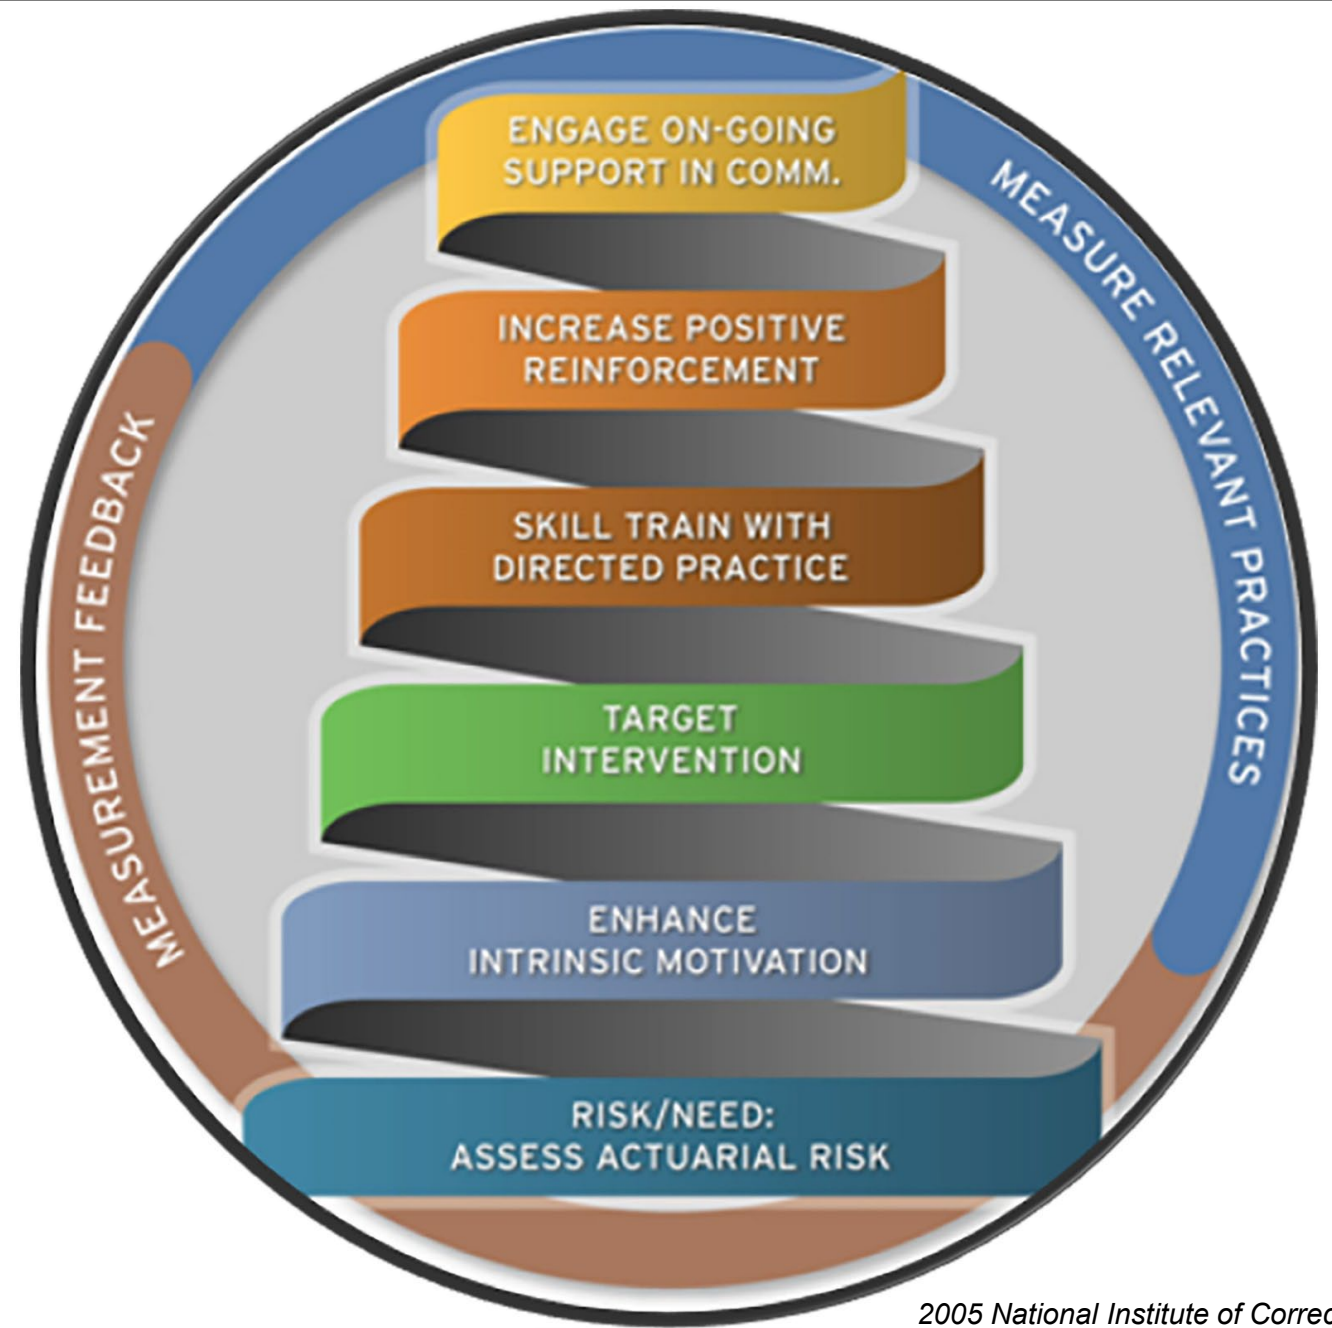 ENGAGE ON-GOING
SUPPORT IN COMM.
INCREASE POSITIVE
REINFORCEMENT
SKILL TRAIN WITH
DIRECTED PRACTICE
TARGET
INTERVENTION
ENHANCE
INTRINSIC MOTIVATION
RISK/NEED:
ASSESS ACTUARIAL RISK
MEASURE RELEVANT PRACTICES
MEASUREMENT FEEDBACK
2005 National Institute of